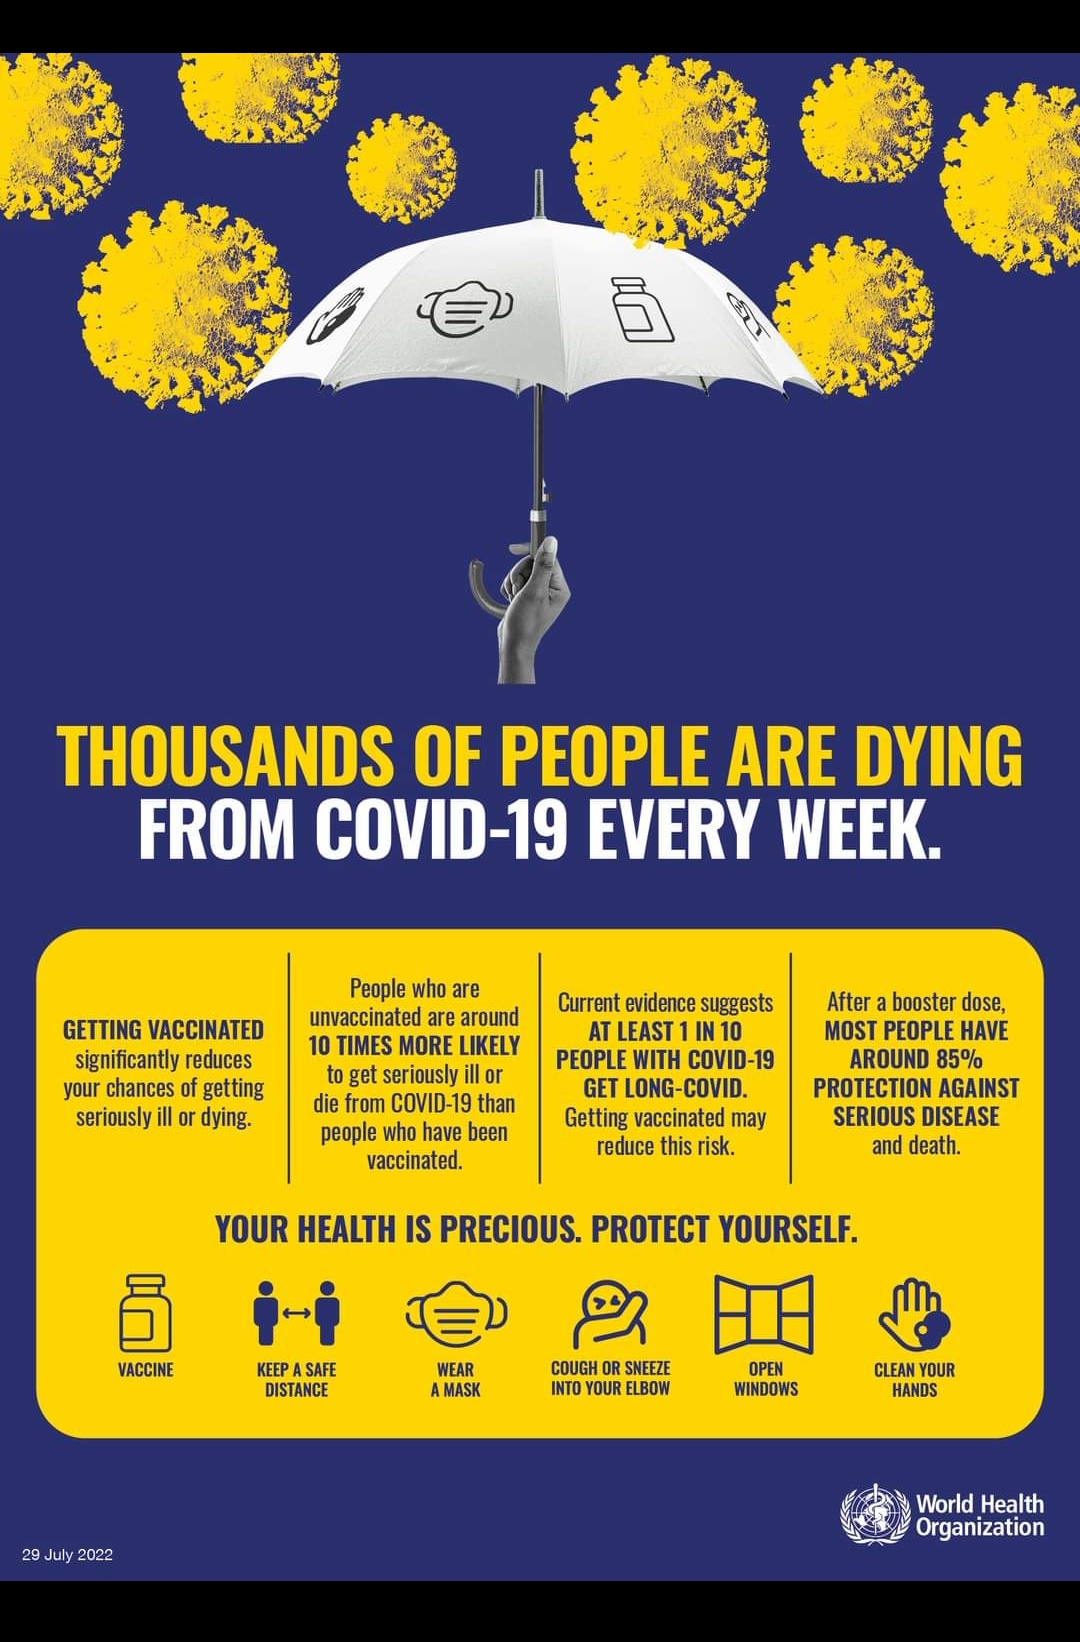 THOUSANDS OF PEOPLE ARE DYING
FROM COVID-19 EVERY WEEK.
GETTING VACCINATED
significantly reduces
your chances of getting
seriously ill or dying.
People who are
unvaccinated are around
10 TIMES MORE LIKELY
to get seriously ill or
die from COVID-19 than
people who have been
vaccinated.
Current evidence suggests
AT LEAST 1 IN 10
PEOPLE WITH COVID-19
GET LONG-COVID.
Getting vaccinated may
reduce this risk.
After a booster dose,
MOST PEOPLE HAVE
AROUND 85%
PROTECTION AGAINST
SERIOUS DISEASE
and death.
YOUR HEALTH IS PRECIOUS. PROTECT YOURSELF.
VACCINE
KEEP A SAFE
DISTANCE
WEAR
A MASK
COUGH OR SNEEZE
INTO YOUR ELBOW
OPEN
WINDOWS
CLEAN YOUR
HANDS
World Health
Organization
29 July 2022